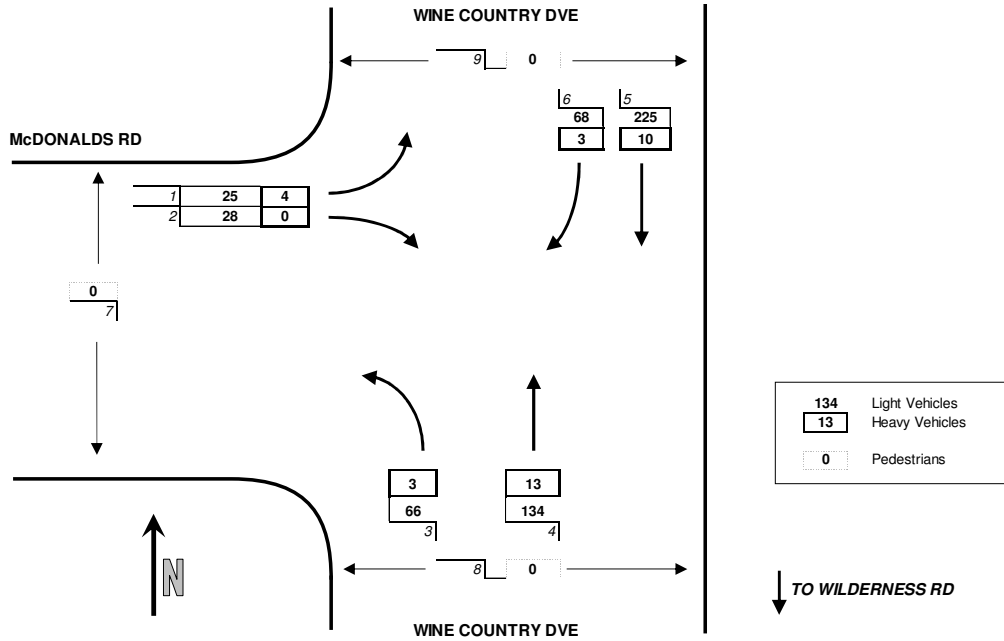 WINE COUNTRY DVE
9 0
6 5
68 225
3 10
McDONALDS RD
1 25 4
2 28 0
0
7
134 Light Vehicles
13 Heavy Vehicles
0 Pedestrians
3 13
66 134
3 4
8 0
N
TO WILDERNESS RD
WINE COUNTRY DVE